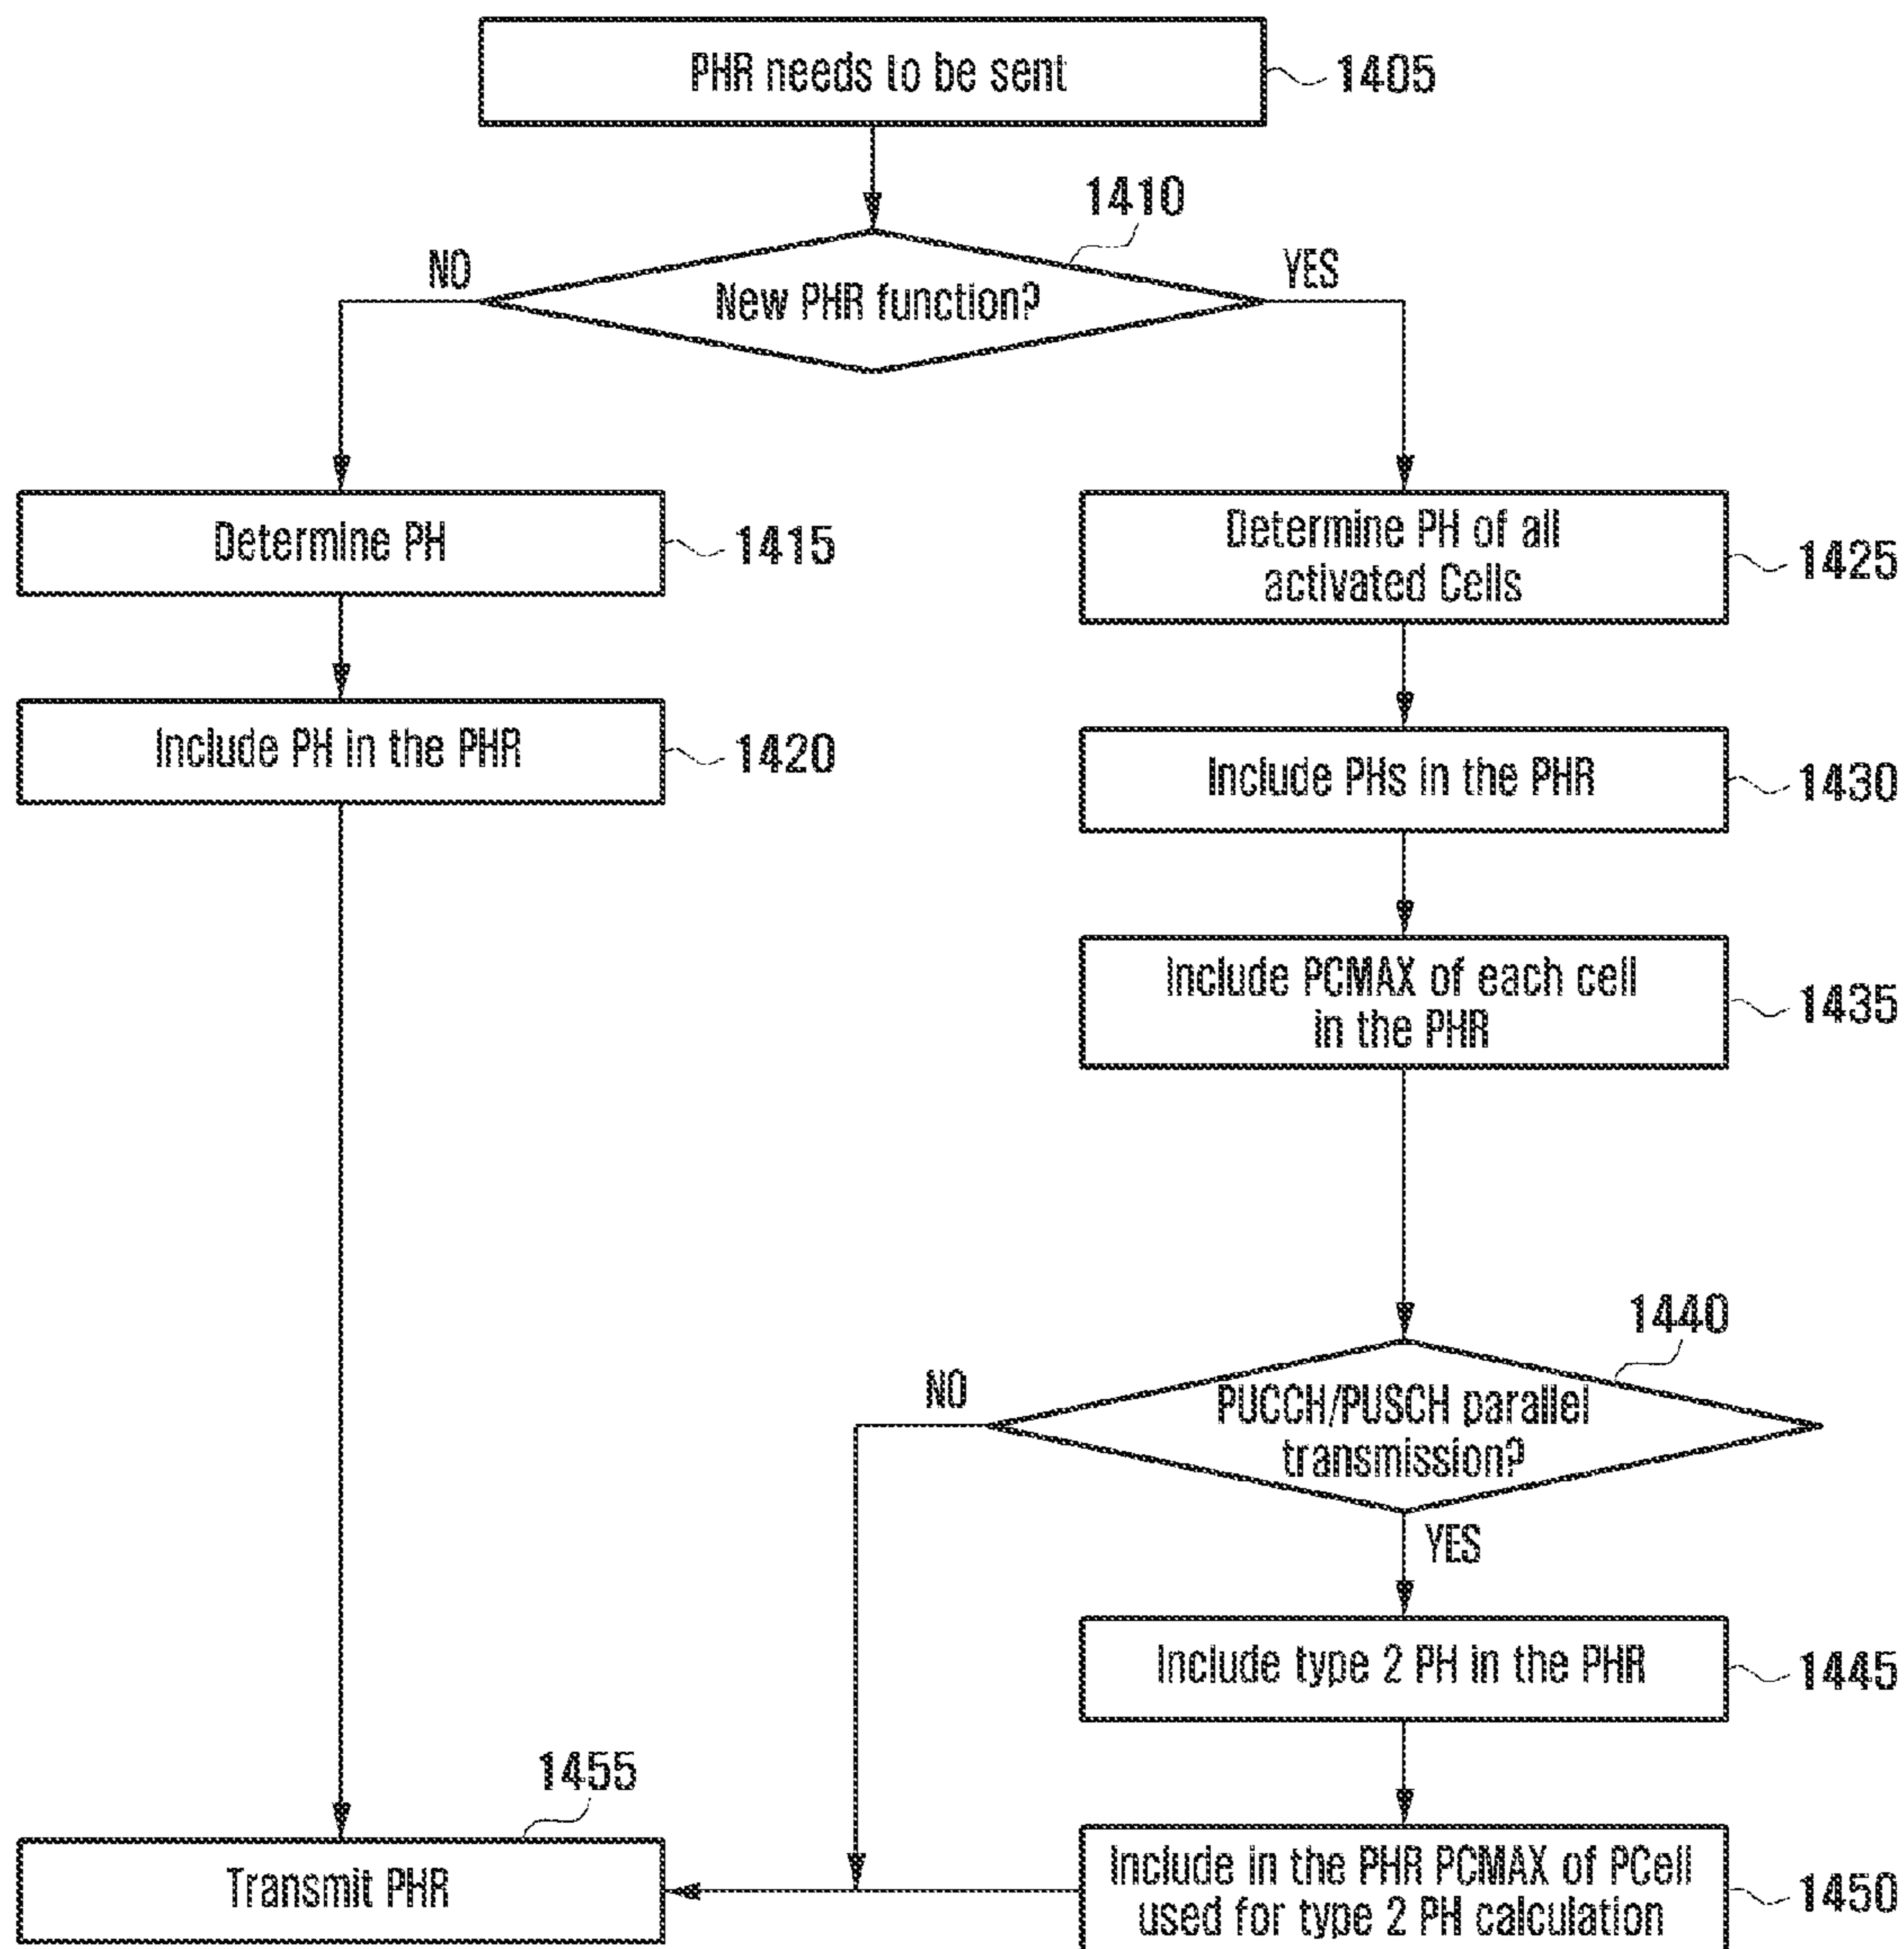 PHR needs to be sent
1405
1410
NO
YES
New PHR function?
Determine PH
1415
Determine PH of all
activated Cells
1425
Include PH in the PHR
1420
Include PHs in the PHR
1430
Include PCMAX of each cell
in the PHR
1435
1440
NO
PUCCH/PUSCH parallel
transmission?
YES
Include type 2 PH in the PHR
1445
1455
Transmit PHR
Include in the PHR PCMAX of PCell
used for type 2 PH calculation
1450